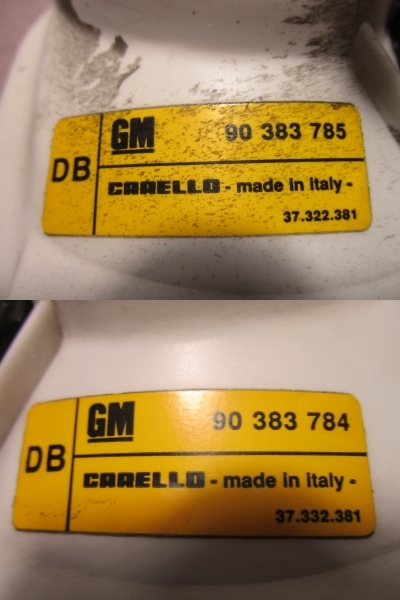 GM 90 383 785
DB
CARELLO - made in italy -
37.322.381
GM 90 383 784
DB
CARELLO - made in italy -
37.332.381